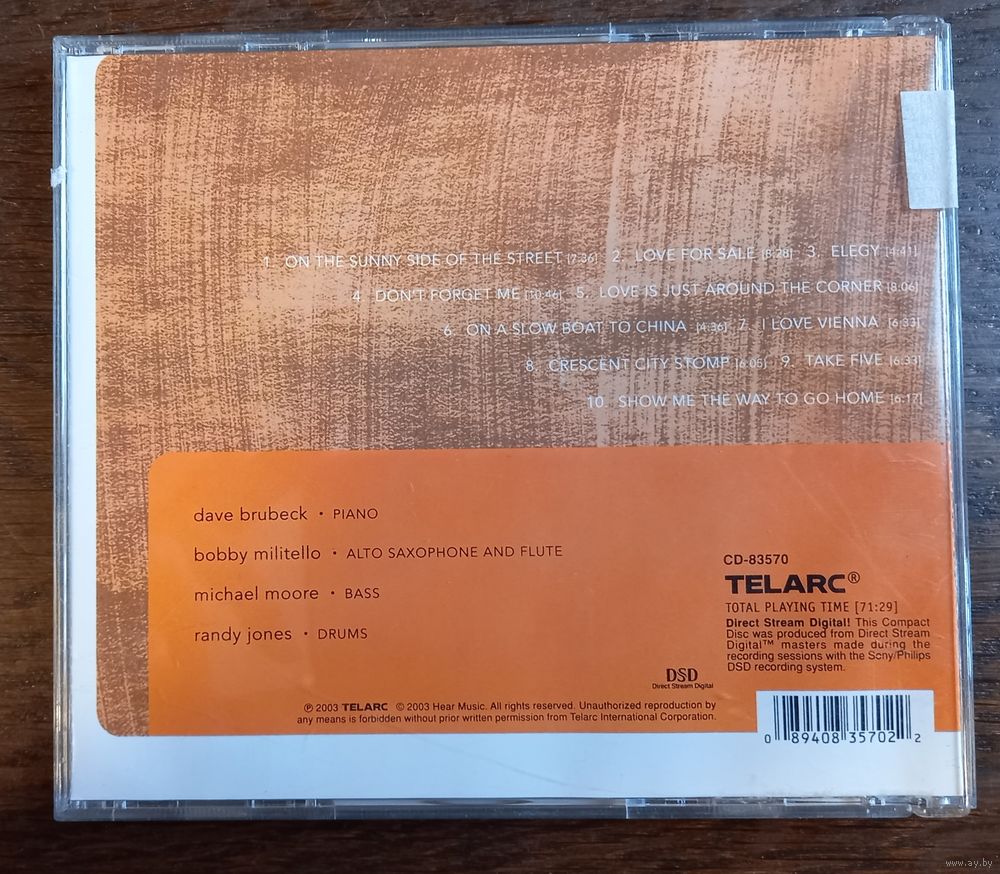 1. ON THE SUNNY SIDE OF THE STREET [7:36] 2. LOVE FOR SALE [8:28] 3. ELEGY [4:41]
4. DON'T FORGET ME [10:46] 5. LOVE IS JUST AROUND THE CORNER [8:06]
6. ON A SLOW BOAT TO CHINA [4:36] 7. I LOVE VIENNA [6:33]
8. CRESCENT CITY STOMP [6:05] 9. TAKE FIVE [6:33]
10. SHOW ME THE WAY TO GO HOME [6:17]
dave brubeck • PIANO
bobby militello • ALTO SAXOPHONE AND FLUTE
michael moore • BASS
randy jones • DRUMS
CD-83570
TELARC®
TOTAL PLAYING TIME [71:29]
Direct Stream Digital! This Compact
Disc was produced from Direct Stream
Digital™ masters made during the
recording sessions with the Sony/Philips
DSD recording system.
DSD
Direct Stream Digital
℗ 2003 TELARC © 2003 Hear Music. All rights reserved. Unauthorized reproduction by
any means is forbidden without prior written permission from Telarc International Corporation.
0 89408 35702 2
www.ay.by